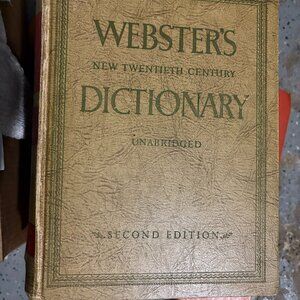 WEBSTER'S
NEW TWENTIETH CENTURY
DICTIONARY
UNABRIDGED
SECOND EDITION